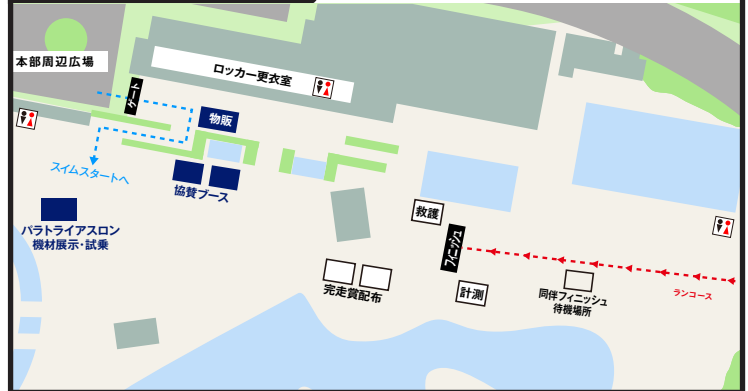 本部周辺広場
ロッカー更衣室
ゲート
物販
スイムスタートへ
協賛ブース
パラトライアスロン
機材展示・試乗
救護
フィニッシュ
計測
完走賞配布
同伴フィニッシュ
待機場所
ランコース